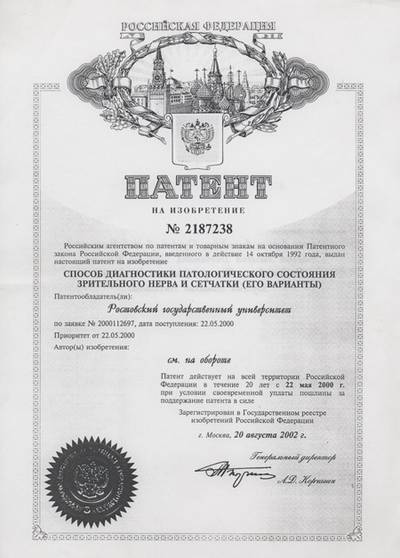 РОССИЙСКАЯ ФЕДЕРАЦИЯ
ПАТЕНТ
НА ИЗОБРЕТЕНИЕ
№ 2187238
Российским агентством по патентам и товарным знакам на основании Патентного
закона Российской Федерации, введенного в действие 14 октября 1992 года, выдан
настоящий патент на изобретение
СПОСОБ ДИАГНОСТИКИ ПАТОЛОГИЧЕСКОГО СОСТОЯНИЯ
ЗРИТЕЛЬНОГО НЕРВА И СЕТЧАТКИ (ЕГО ВАРИАНТЫ)
Патентообладатель(ли):
Ростовский государственный университет
по заявке № 2000112697, дата поступления: 22.05.2000
Приоритет от 22.05.2000
Автор(ы) изобретения:
см. на обороте
Патент действует на всей территории Российской
Федерации в течение 20 лет с 22 мая 2000 г.
при условии своевременной уплаты пошлины за
поддержание патента в силе
Зарегистрирован в Государственном реестре
изобретений Российской Федерации
г. Москва, 20 августа 2002 г.
Генеральный директор
А.Д. Корчагин